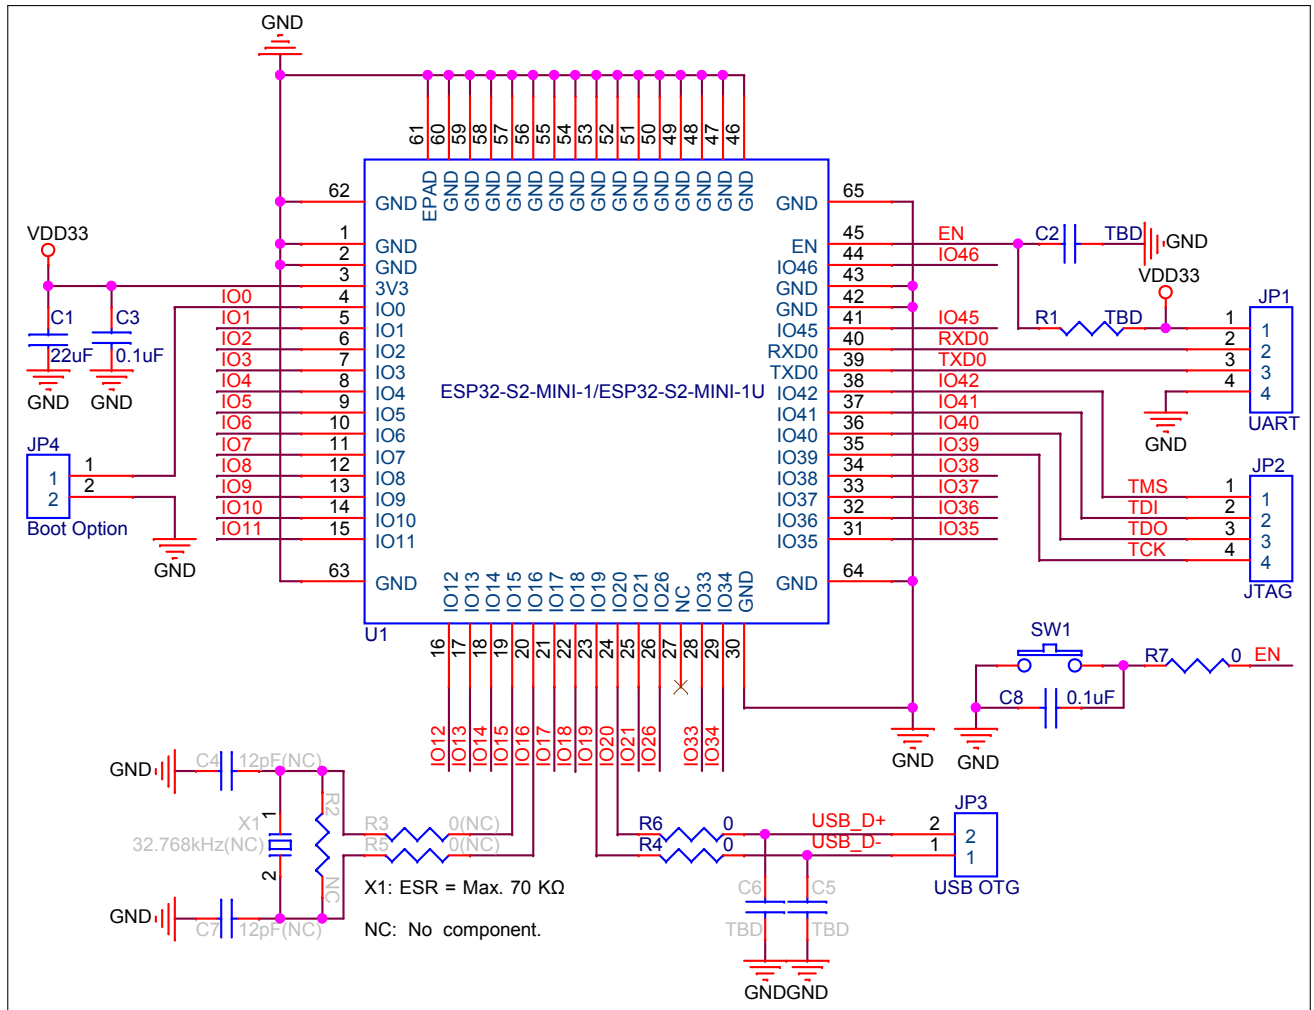 GND
61 60 59 58 57 56 55 54 53 52 51 50 49 48 47 46
EPAD GND GND GND GND GND GND GND GND GND GND GND GND GND GND GND
62 GND
GND 65
VDD33
1 GND
2 GND
3 3V3
IO0 4 IO0
IO1 5 IO1
IO2 6 IO2
IO3 7 IO3
IO4 8 IO4
IO5 9 IO5
IO6 10 IO6
IO7 11 IO7
IO8 12 IO8
IO9 13 IO9
IO10 14 IO10
IO11 15 IO11
63 GND
C1
22uF
GND
C3
0.1uF
GND
JP4
1 1
2 2
Boot Option
GND
ESP32-S2-MINI-1/ESP32-S2-MINI-1U
U1
EN 45 EN
IO46 44 IO46
GND 43
GND 42
IO45 41 IO45
RXD0 40 RXD0
TXD0 39 TXD0
IO42 38 IO42
IO41 37 IO41
IO40 36 IO40
IO39 35 IO39
IO38 34 IO38
IO37 33 IO37
IO36 32 IO36
IO35 31 IO35
GND 64
C2 TBD GND
VDD33
R1 TBD
JP1
1 1
2 2
3 3
4 4
GND
UART
JP2
TMS 1 1
TDI 2 2
TDO 3 3
TCK 4 4
JTAG
IO12 IO13 IO14 IO15 IO16 IO17 IO18 IO19 IO20 IO21 IO26 NC IO33 IO34 GND
16 17 18 19 20 21 22 23 24 25 26 27 28 29 30
IO12 IO13 IO14 IO15 IO16 IO17 IO18 IO19 IO20 IO21 IO26 IO33 IO34
GND
SW1
R7 0 EN
C8 0.1uF
GND
GND C4 12pF(NC)
X1
32.768kHz(NC)
1
2
R2
NC
R3 0(NC)
R5 0(NC)
GND C7 12pF(NC)
X1: ESR = Max. 70 KΩ
NC: No component.
R6 0 USB_D+ 2 2
R4 0 USB_D- 1 1
JP3
USB OTG
C6
TBD
C5
TBD
GND GND